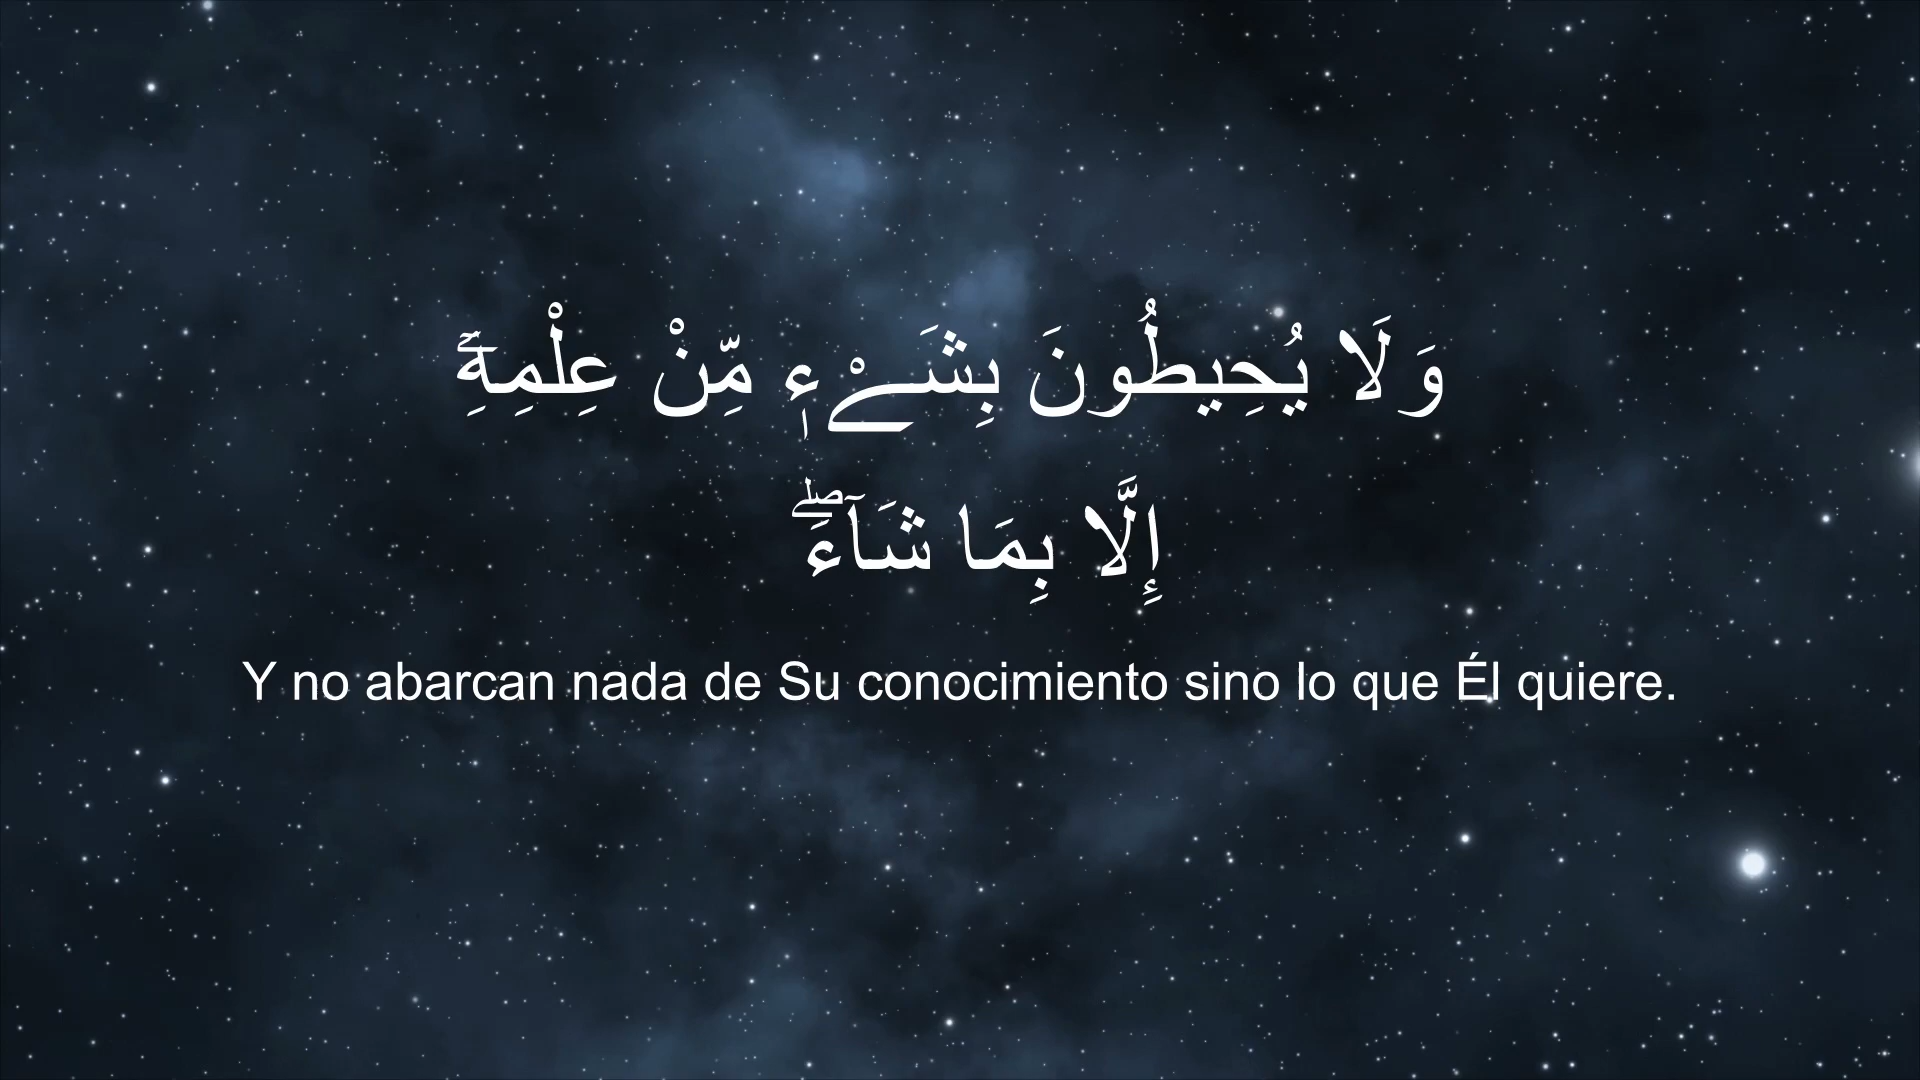 وَلَا يُحِيطُونَ بِشَےْءٖ مِّنْ عِلْمِهِۦٓ
إِلَّا بِمَا شَآءَۖ
Y no abarcan nada de Su conocimiento sino lo que Él quiere.